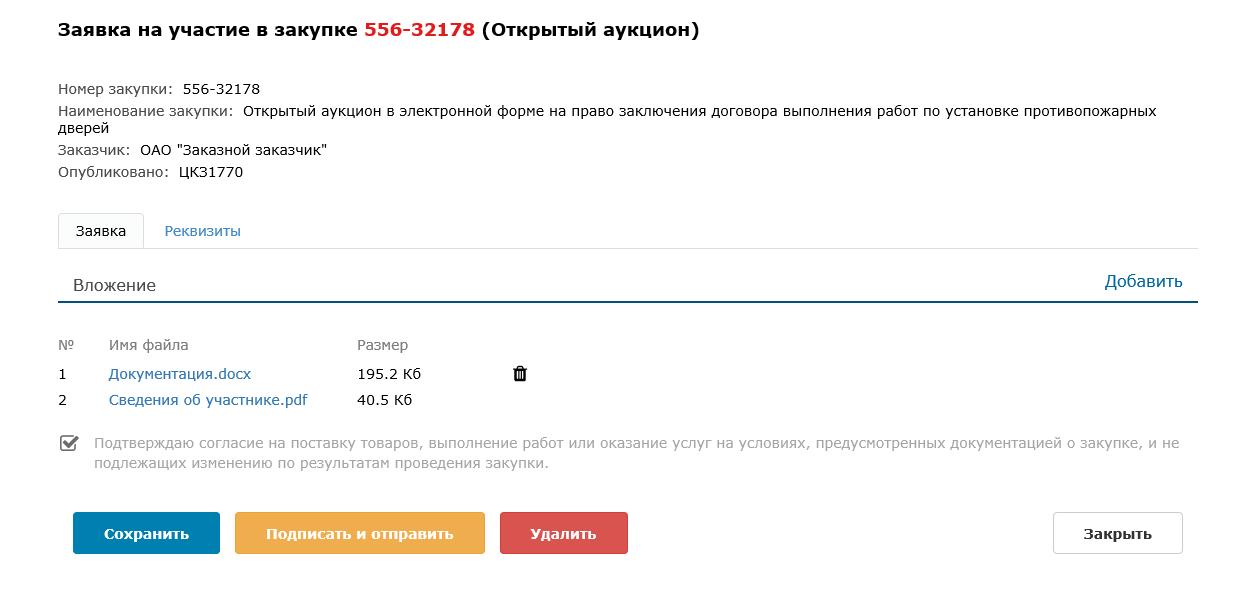 Заявка на участие в закупке 556-32178 (Открытый аукцион)
Номер закупки: 556-32178
Наименование закупки: Открытый аукцион в электронной форме на право заключения договора выполнения работ по установке противопожарных
дверей
Заказчик: ОАО "Заказной заказчик"
Опубликовано: ЦК31770
Заявка Реквизиты
Вложение Добавить
№ Имя файла Размер
1 Документация.docx 195.2 Кб
2 Сведения об участнике.pdf 40.5 Кб
Подтверждаю согласие на поставку товаров, выполнение работ или оказание услуг на условиях, предусмотренных документацией о закупке, и не
подлежащих изменению по результатам проведения закупки.
Сохранить Подписать и отправить Удалить Закрыть